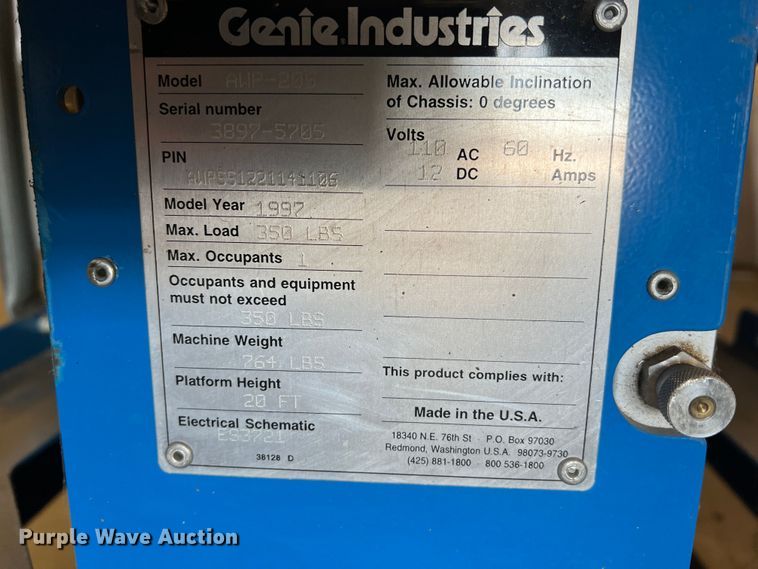 Genie Industries
Model AWP-20S
Serial number
3897-5705
PIN
Model Year 1997
Max. Load 350 LBS
Max. Occupants 1
Occupants and equipment
must not exceed
350 LBS
Machine Weight
764 LBS
Platform Height
20 FT
Electrical Schematic
ES3721
38128 D
Max. Allowable Inclination
of Chassis: 0 degrees
Volts
110 AC 60 Hz.
12 DC Amps
This product complies with:
Made in the U.S.A.
18340 N.E. 76th St P.O. Box 97030
Redmond, Washington U.S.A. 98073-9730
(425) 881-1800 800 536-1800
Purple Wave Auction